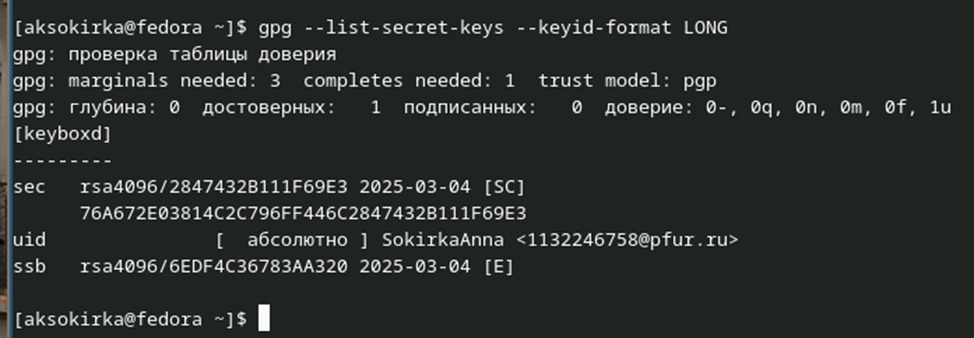 [aksokirka@fedora ~]$ gpg --list-secret-keys --keyid-format LONG
gpg: проверка таблицы доверия
gpg: marginals needed: 3  completes needed: 1  trust model: pgp
gpg: глубина: 0  достоверных:   1  подписанных:   0  доверие: 0-, 0q, 0n, 0m, 0f, 1u
[keyboxd]
---------
sec   rsa4096/2847432B111F69E3 2025-03-04 [SC]
      76A672E03814C2C796FF446C2847432B111F69E3
uid               [  абсолютно ] SokirkaAnna <1132246758@pfur.ru>
ssb   rsa4096/6EDF4C36783AA320 2025-03-04 [E]
[aksokirka@fedora ~]$